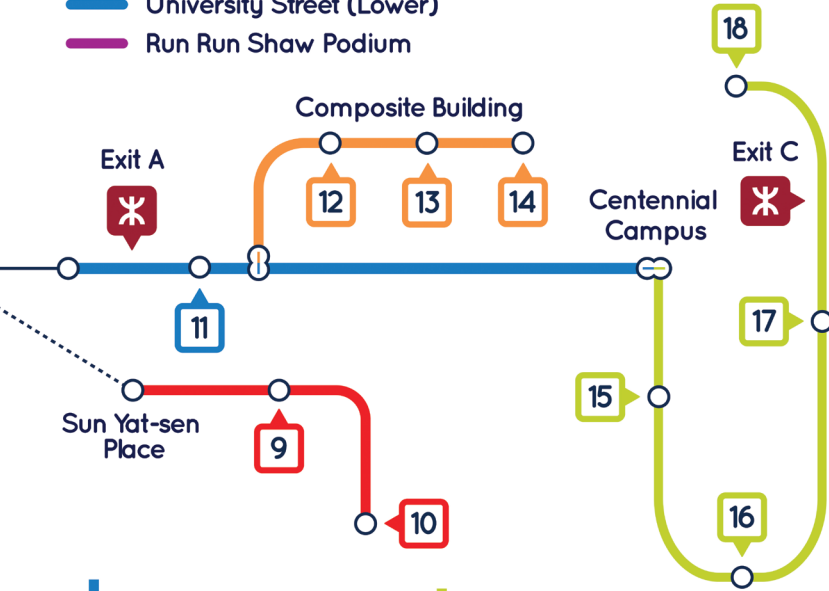 University Street (Lower)
Run Run Shaw Podium
18
Composite Building
Exit A
Exit C
12
13
14
Centennial
Campus
11
17
15
Sun Yat-sen
Place
9
10
16